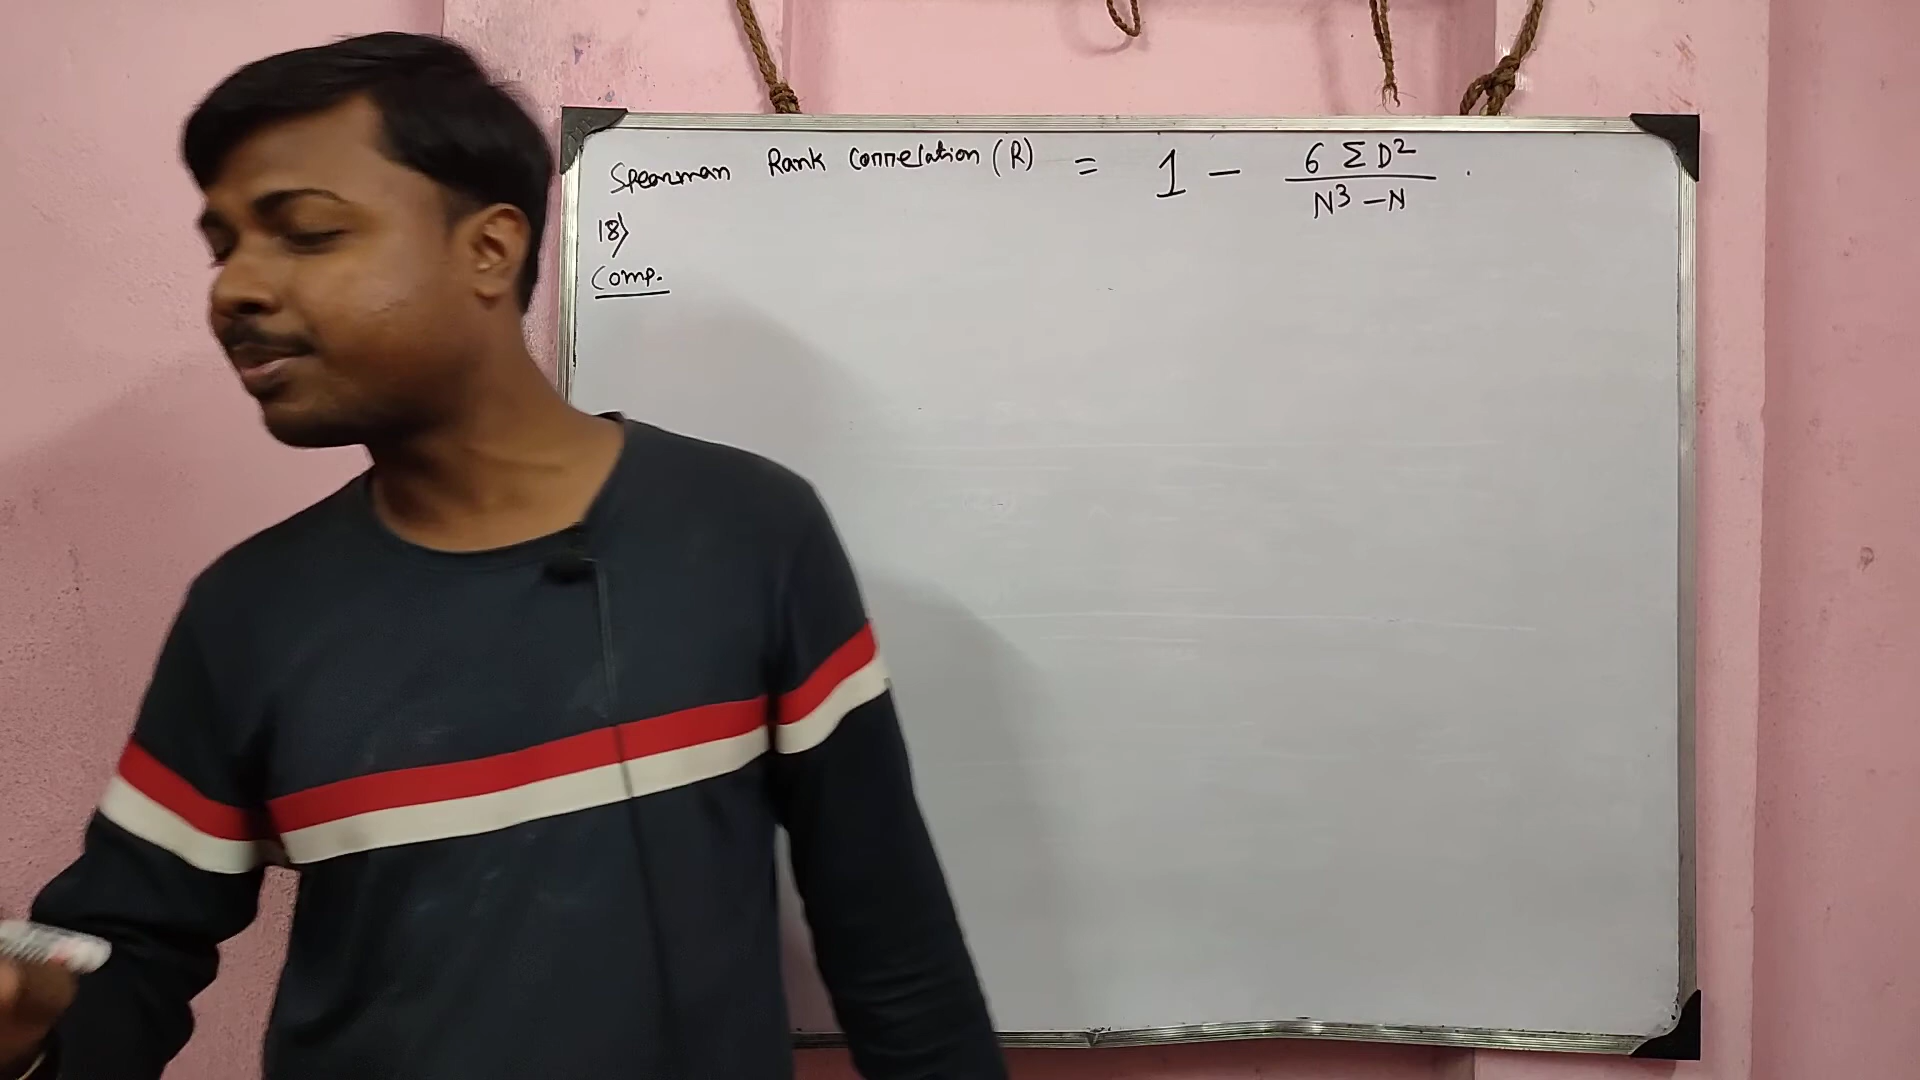 Spearman Rank Correlation (R) = 1 - 6 Σ D² / N³ - N
18)
Comp.